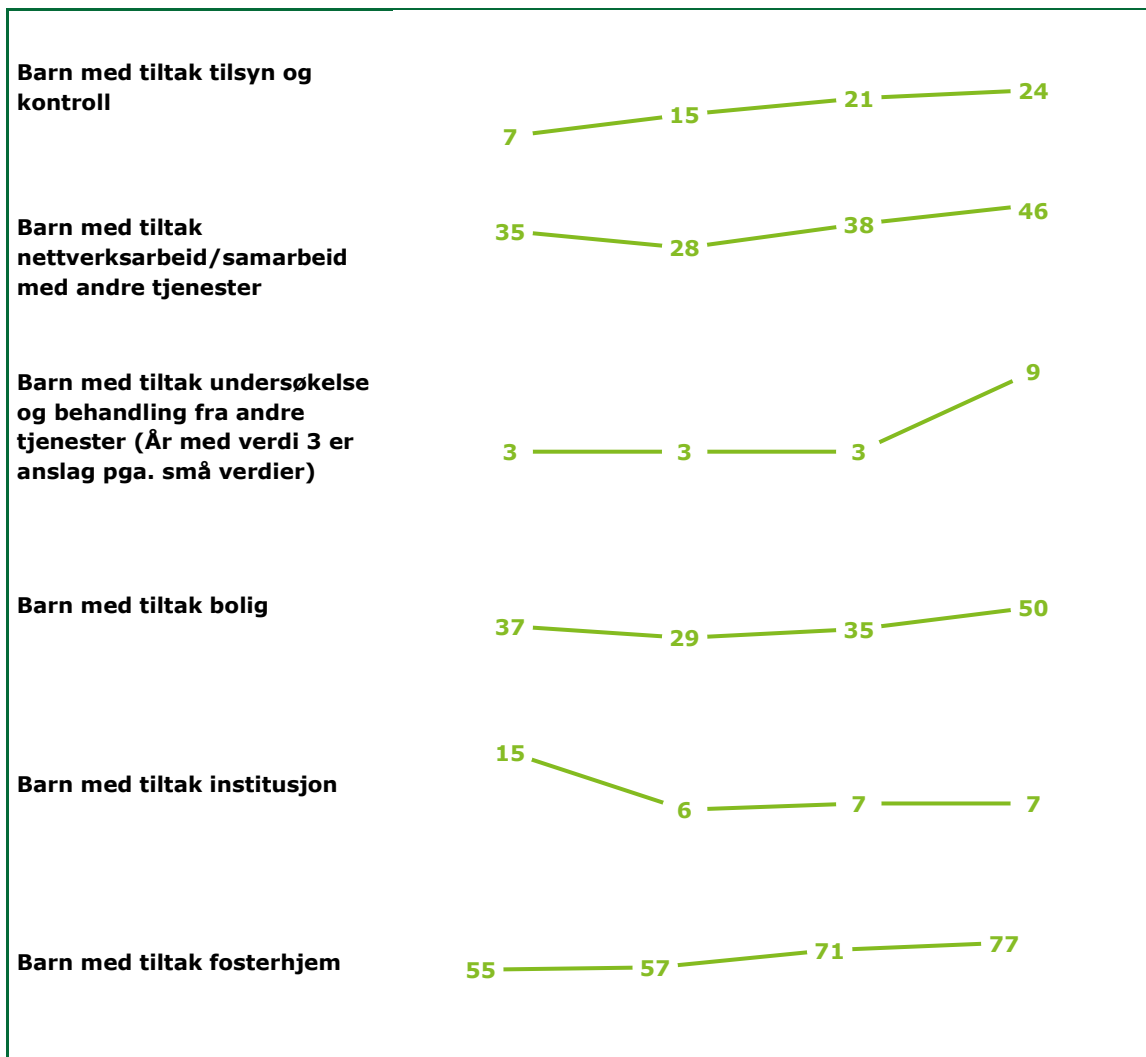 Barn med tiltak tilsyn og
kontroll
7 15 21 24
Barn med tiltak
nettverksarbeid/samarbeid
med andre tjenester
35 28 38 46
Barn med tiltak undersøkelse
og behandling fra andre
tjenester (År med verdi 3 er
anslag pga. små verdier)
3 3 3 9
Barn med tiltak bolig
37 29 35 50
Barn med tiltak institusjon
15 6 7 7
Barn med tiltak fosterhjem
55 57 71 77